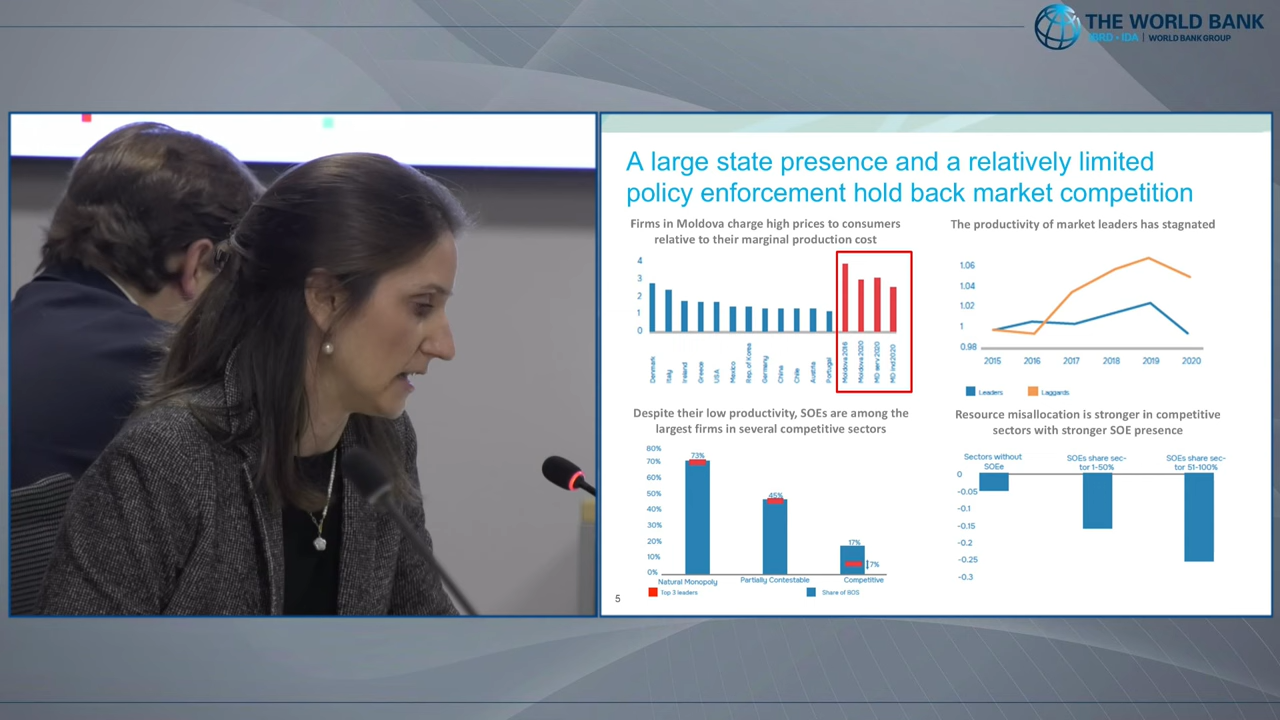 THE WORLD BANK
IBRD • IDA | WORLD BANK GROUP
A large state presence and a relatively limited
policy enforcement hold back market competition
Firms in Moldova charge high prices to consumers
relative to their marginal production cost
4
3
2
1
0
Denmark
Italy
Ireland
Greece
USA
Mexico
Rep. of Korea
Germany
China
Chile
Austria
Portugal
Moldova 2016
Moldova 2020
MD serv 2020
MD ind 2020
The productivity of market leaders has stagnated
1.06
1.04
1.02
1
0.98
2015 2016 2017 2018 2019 2020
Leaders Laggards
Despite their low productivity, SOEs are among the
largest firms in several competitive sectors
80%
70%
60%
50%
40%
30%
20%
10%
0%
73%
45%
17%
7%
Natural Monopoly Partially Contestable Competitive
Top 3 leaders Share of BOS
Resource misallocation is stronger in competitive
sectors with stronger SOE presence
Sectors without
SOEe
SOEs share sec-
tor 1-50%
SOEs share sec-
tor 51-100%
0
-0.05
-0.1
-0.15
-0.2
-0.25
-0.3
5